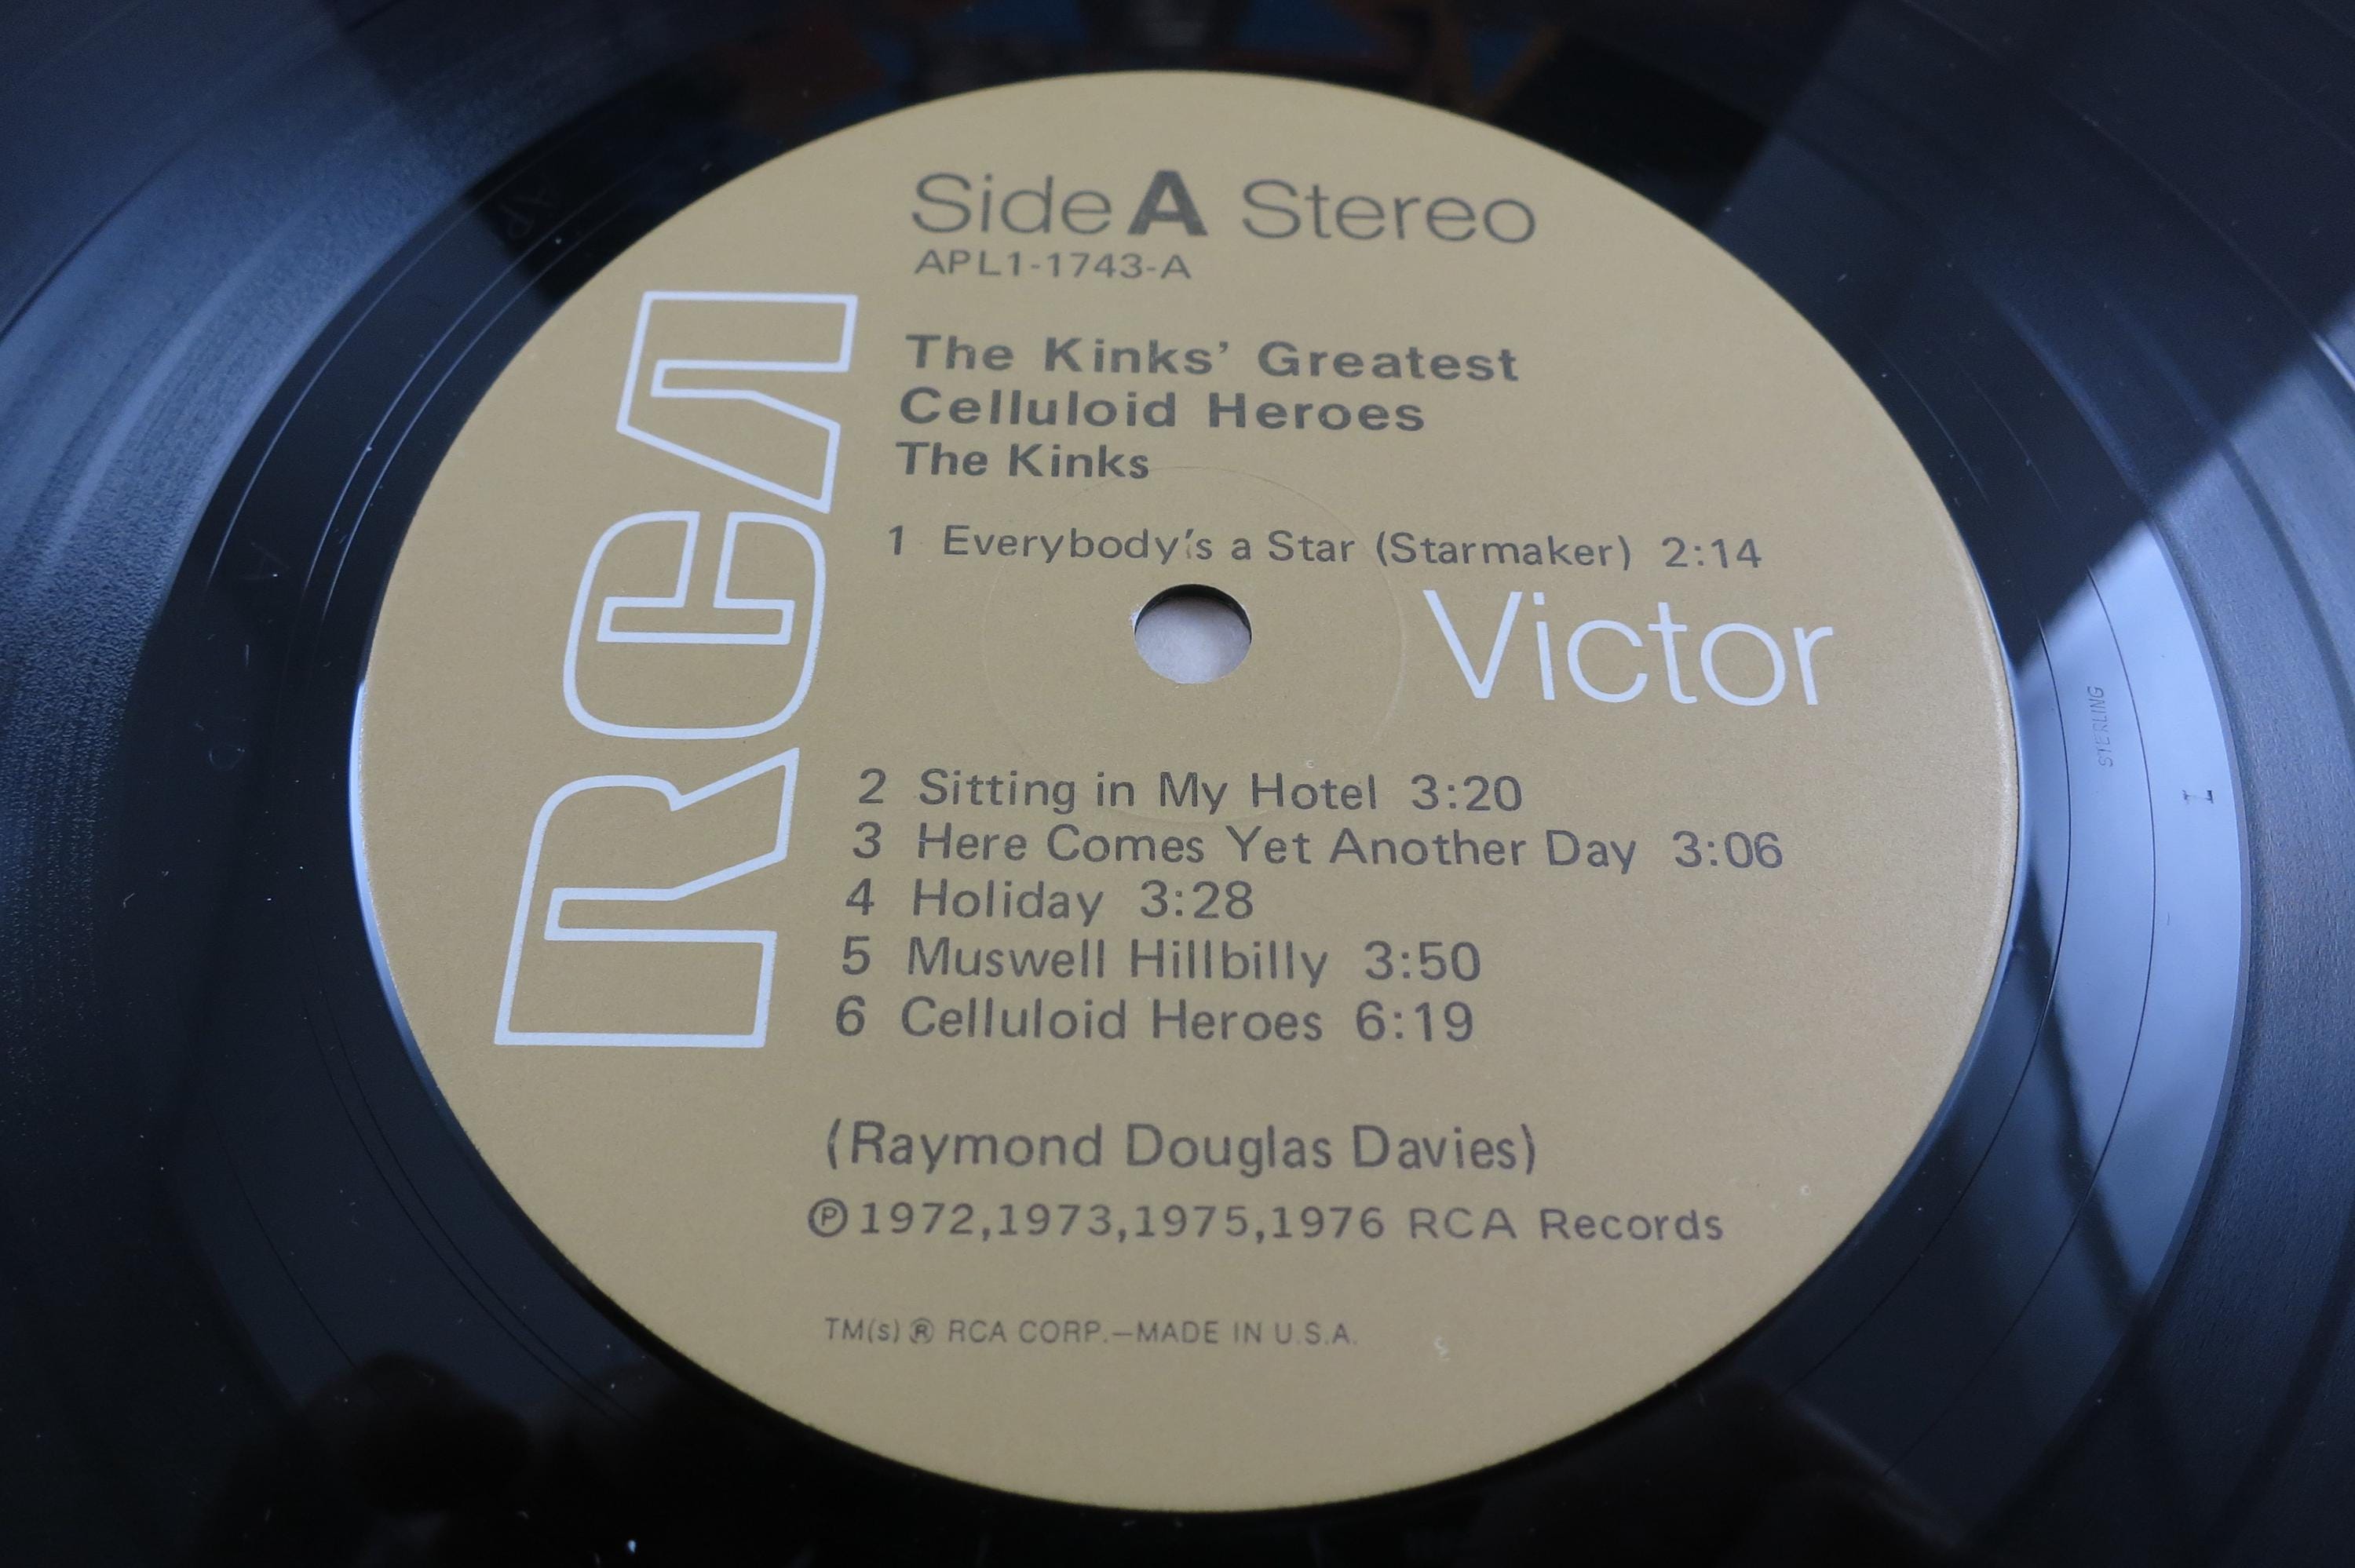 Side A Stereo
APL1-1743-A
RCA
The Kinks’ Greatest
Celluloid Heroes
The Kinks
1 Everybody's a Star (Starmaker) 2:14
Victor
2 Sitting in My Hotel 3:20
3 Here Comes Yet Another Day 3:06
4 Holiday 3:28
5 Muswell Hillbilly 3:50
6 Celluloid Heroes 6:19
(Raymond Douglas Davies)
℗1972,1973,1975,1976 RCA Records
TM(s) ® RCA CORP.—MADE IN U.S.A.
STERLING